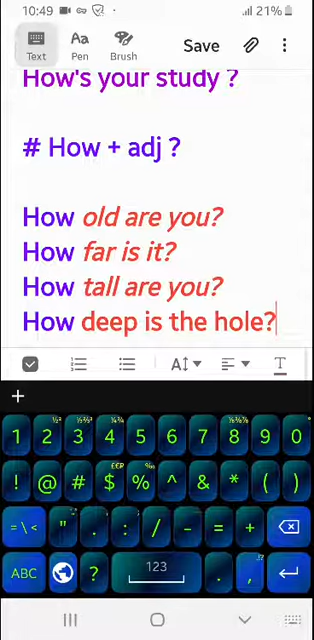 10:49
21%
Text
Pen
Brush
Save
How's your study ?
# How + adj ?
How old are you?
How far is it?
How tall are you?
How deep is the hole?
A
T
+
1 2 3 4 5 6 7 8 9 0
! @ # $ % ^ & * ( )
=\< " . : / - = +
ABC ? 123 . ,